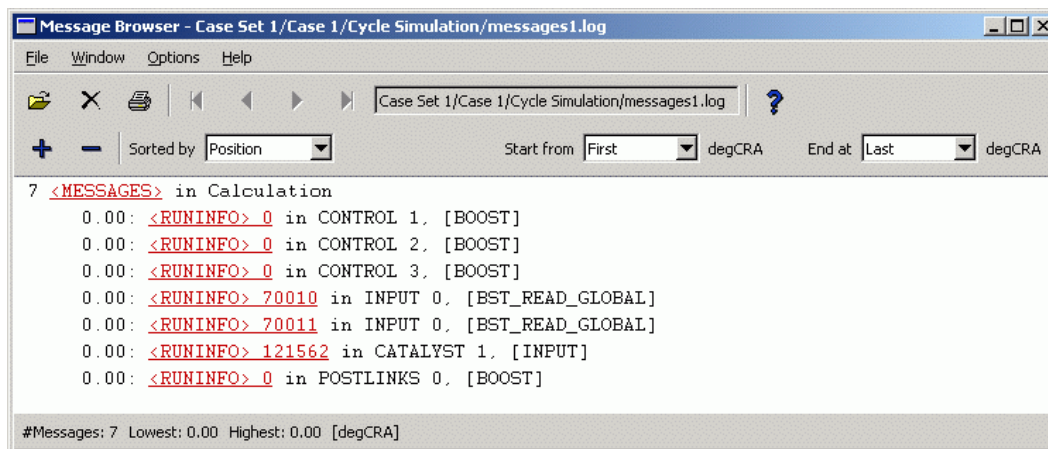 Message Browser - Case Set 1/Case 1/Cycle Simulation/messages1.log
File Window Options Help
Case Set 1/Case 1/Cycle Simulation/messages1.log ?
Sorted by Position Start from First degCRA End at Last degCRA
7 <MESSAGES> in Calculation
0.00: <RUNINFO> 0 in CONTROL 1, [BOOST]
0.00: <RUNINFO> 0 in CONTROL 2, [BOOST]
0.00: <RUNINFO> 0 in CONTROL 3, [BOOST]
0.00: <RUNINFO> 70010 in INPUT 0, [BST_READ_GLOBAL]
0.00: <RUNINFO> 70011 in INPUT 0, [BST_READ_GLOBAL]
0.00: <RUNINFO> 121562 in CATALYST 1, [INPUT]
0.00: <RUNINFO> 0 in POSTLINKS 0, [BOOST]
#Messages: 7 Lowest: 0.00 Highest: 0.00 [degCRA]